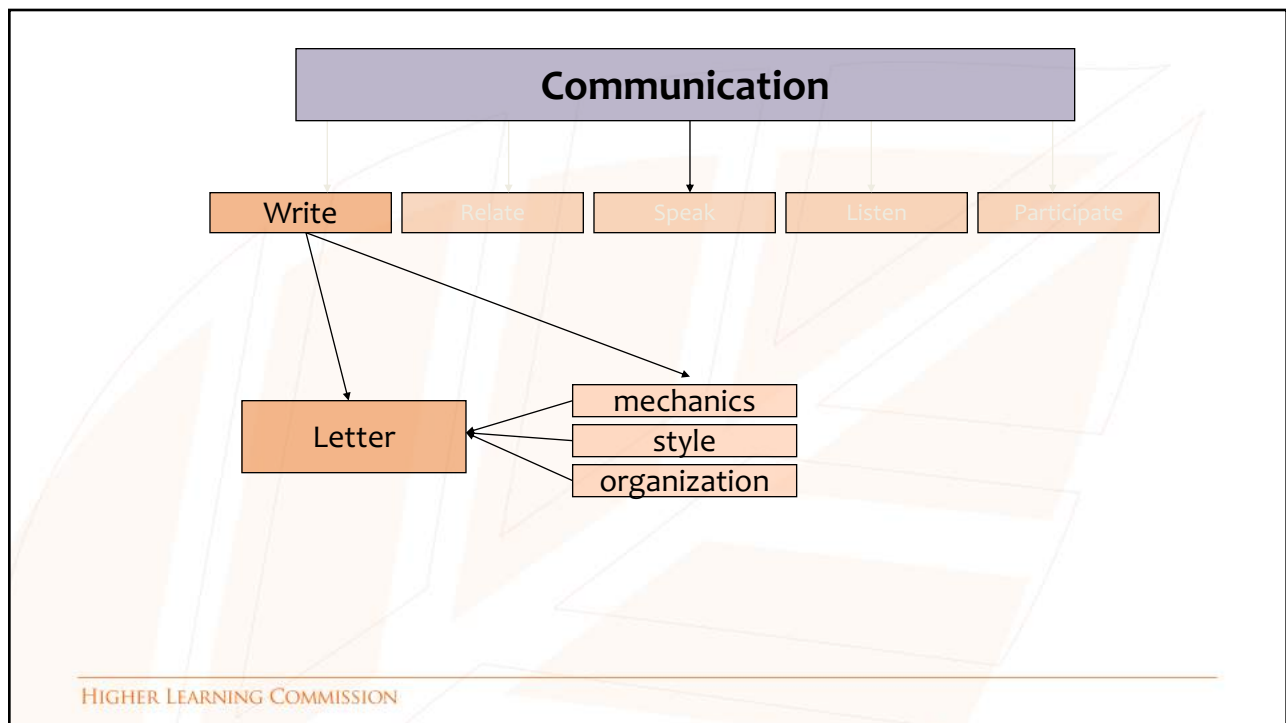 Communication
Write
Relate
Speak
Listen
Participate
mechanics
Letter
style
organization
HIGHER LEARNING COMMISSION